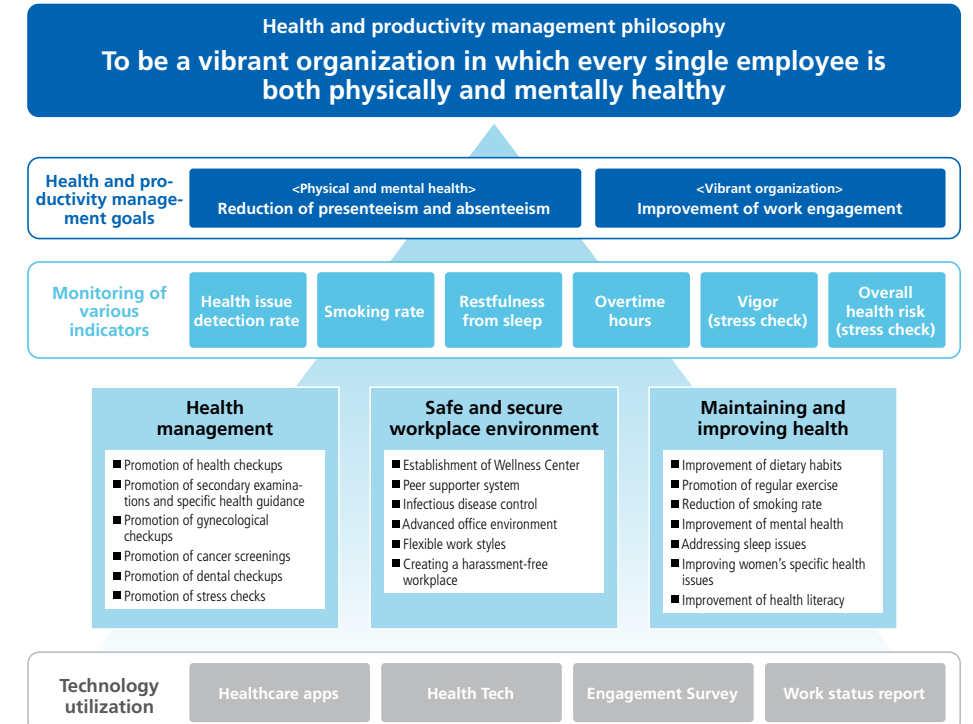 Health and productivity management philosophy
To be a vibrant organization in which every single employee is
both physically and mentally healthy
Health and pro-
ductivity manage-
ment goals
<Physical and mental health>
Reduction of presenteeism and absenteeism
<Vibrant organization>
Improvement of work engagement
Monitoring of
various
indicators
Health issue
detection rate
Smoking rate
Restfulness
from sleep
Overtime
hours
Vigor
(stress check)
Overall
health risk
(stress check)
Health
management
■ Promotion of health checkups
■ Promotion of secondary examina-
tions and specific health guidance
■ Promotion of gynecological
checkups
■ Promotion of cancer screenings
■ Promotion of dental checkups
■ Promotion of stress checks
Safe and secure
workplace environment
■ Establishment of Wellness Center
■ Peer supporter system
■ Infectious disease control
■ Advanced office environment
■ Flexible work styles
■ Creating a harassment-free
workplace
Maintaining and
improving health
■ Improvement of dietary habits
■ Promotion of regular exercise
■ Reduction of smoking rate
■ Improvement of mental health
■ Addressing sleep issues
■ Improving women's specific health
issues
■ Improvement of health literacy
Technology
utilization
Healthcare apps
Health Tech
Engagement Survey
Work status report